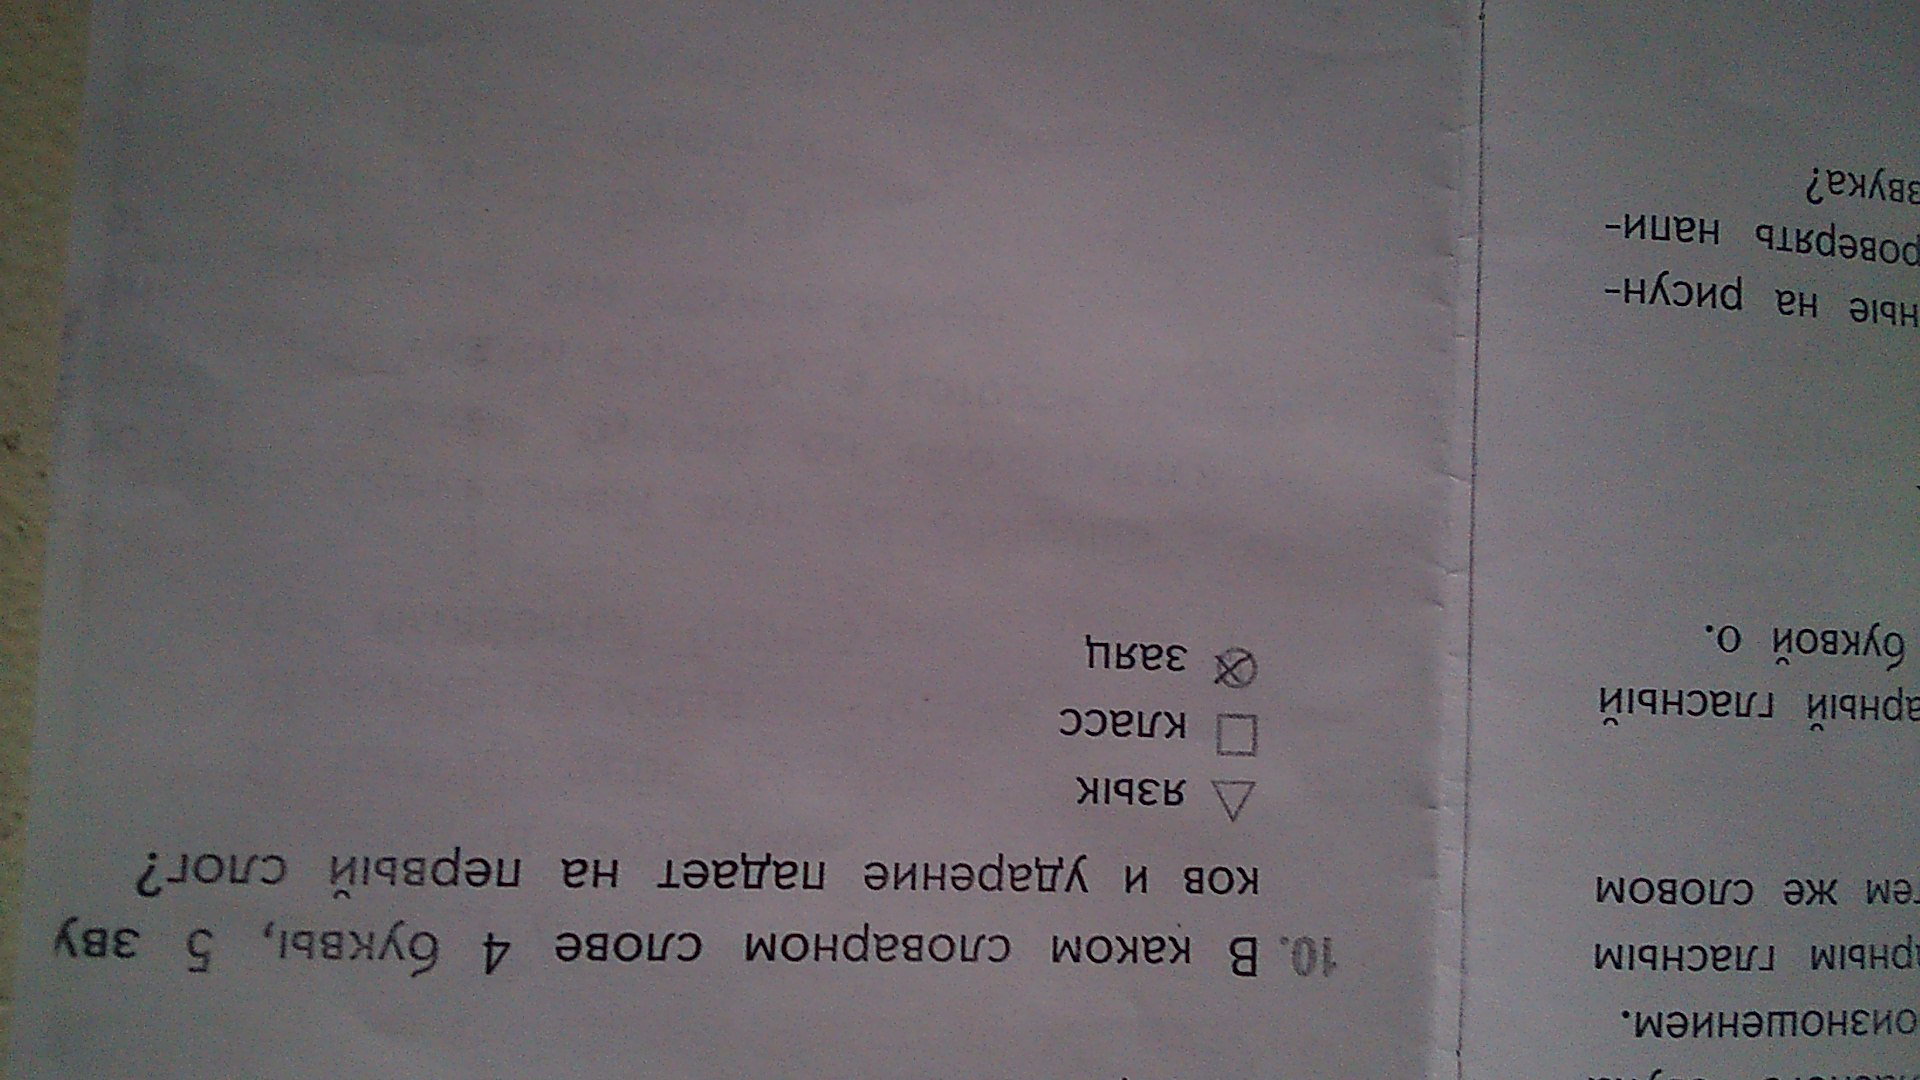 оизношением.
рным гласным
тем же словом
арный гласный
буквой о.
ные на рисун-
роверять напи-
звука?
10. В каком словарном слове 4 буквы, 5 зву
ков и ударение падает на первый слог?
язык
класс
заяц